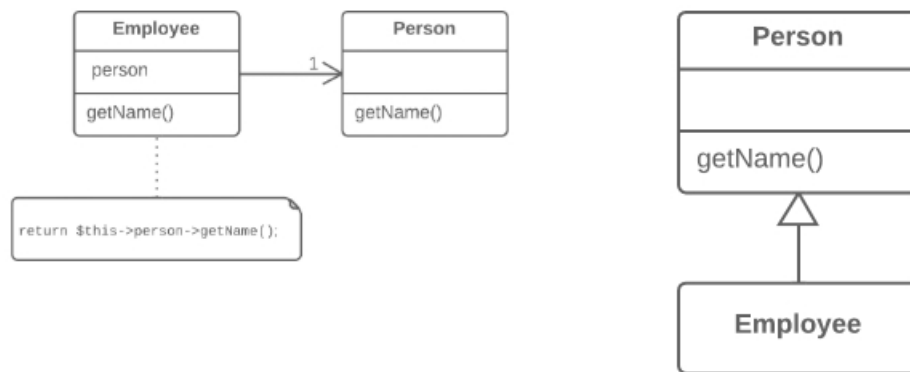 Employee
person
getName()
1
Person
getName()
return $this->person->getName();
Person
getName()
Employee